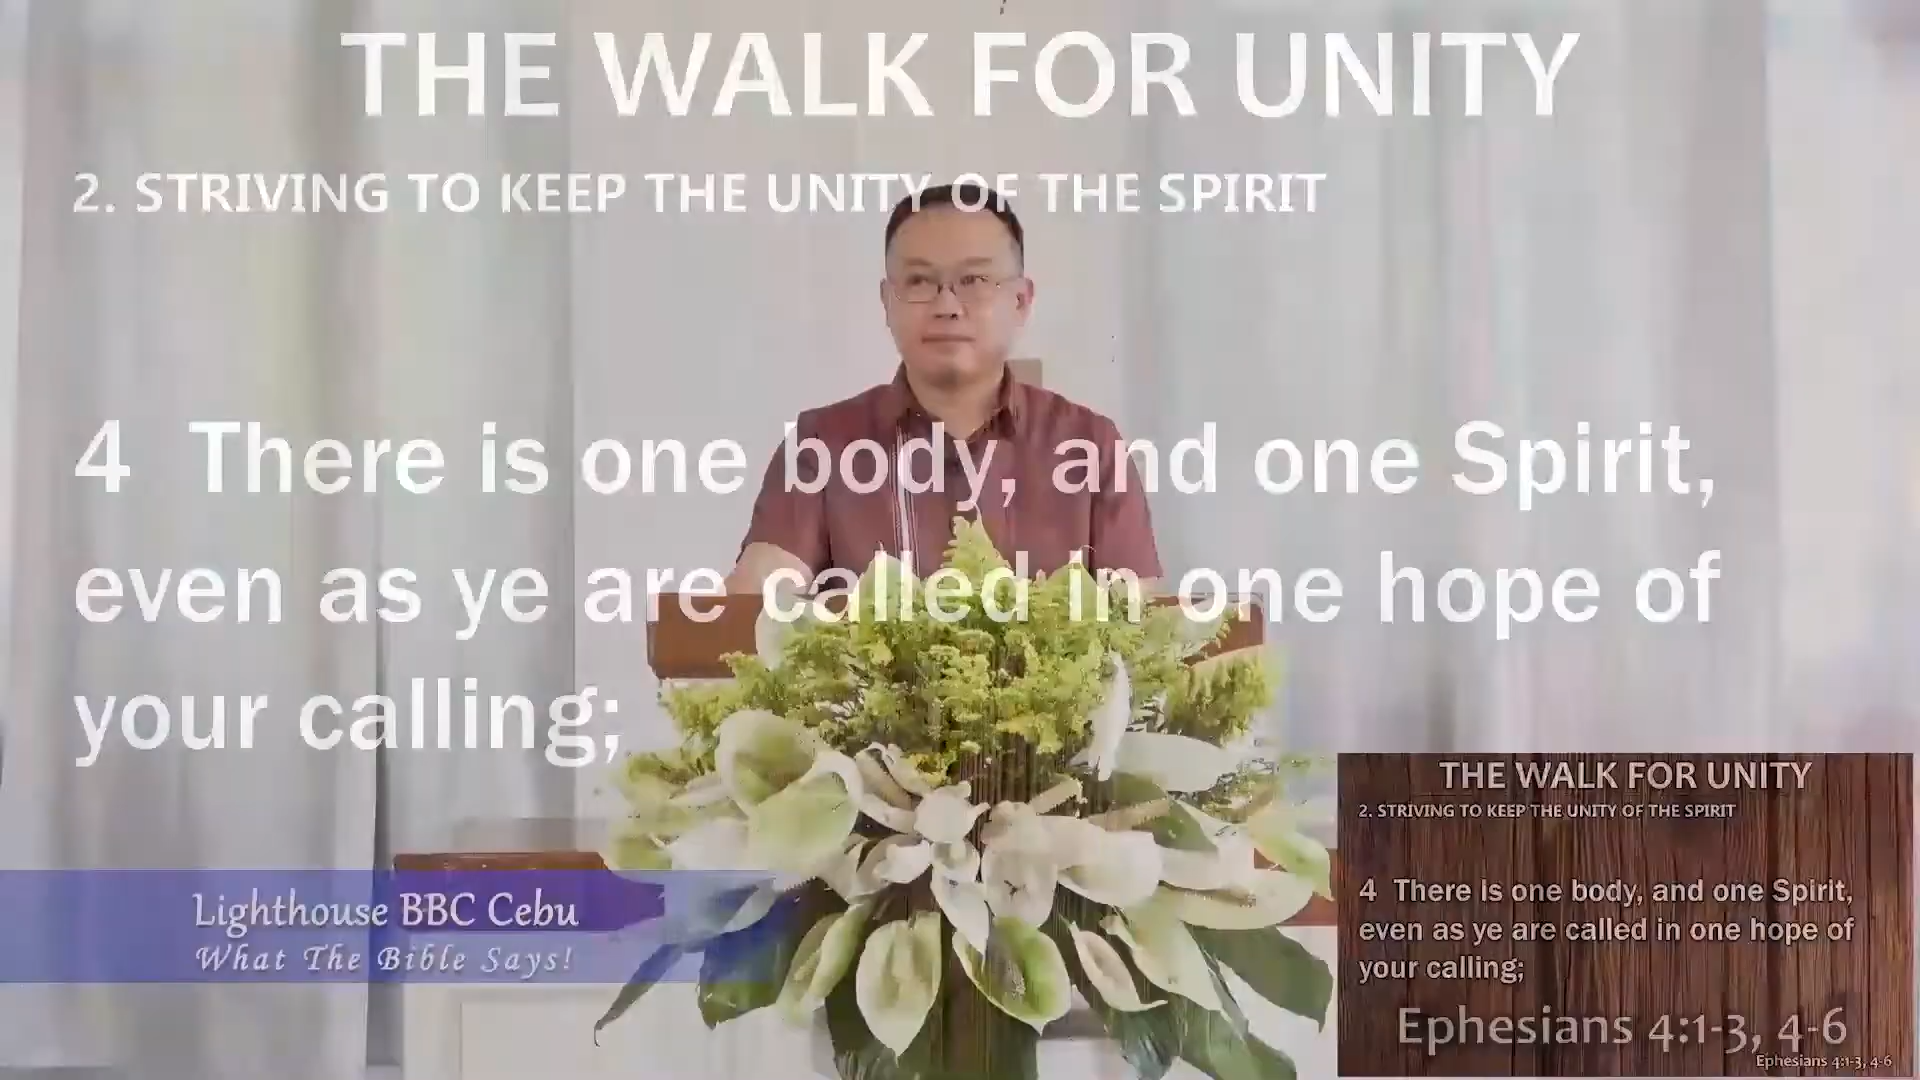 THE WALK FOR UNITY
2. STRIVING TO KEEP THE UNITY OF THE SPIRIT
4 There is one body, and one Spirit,
even as ye are called in one hope of
your calling;
Lighthouse BBC Cebu
What The Bible Says!
THE WALK FOR UNITY
2. STRIVING TO KEEP THE UNITY OF THE SPIRIT
4 There is one body, and one Spirit,
even as ye are called in one hope of
your calling;
Ephesians 4:1-3, 4-6
Ephesians 4:1-3, 4-6